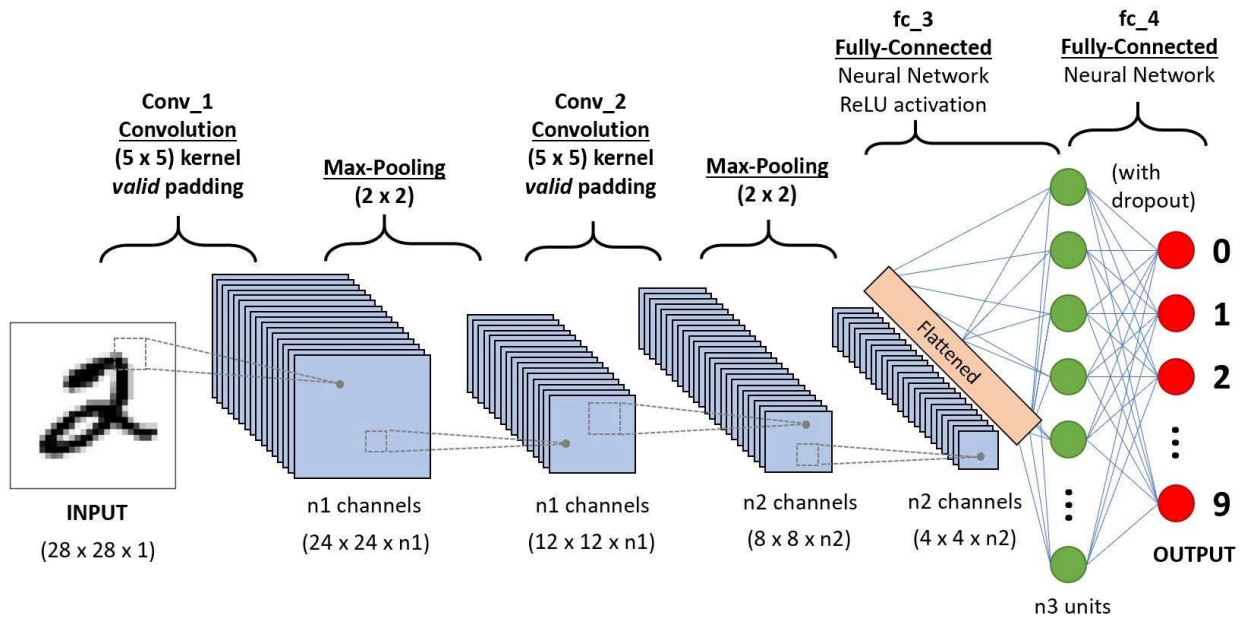 Conv_1
Convolution
(5 x 5) kernel
valid padding
Max-Pooling
(2 x 2)
Conv_2
Convolution
(5 x 5) kernel
valid padding
Max-Pooling
(2 x 2)
fc_3
Fully-Connected
Neural Network
ReLU activation
fc_4
Fully-Connected
Neural Network
(with
dropout)
INPUT
(28 x 28 x 1)
n1 channels
(24 x 24 x n1)
n1 channels
(12 x 12 x n1)
n2 channels
(8 x 8 x n2)
n2 channels
(4 x 4 x n2)
Flattened
n3 units
0
1
2
9
OUTPUT
2